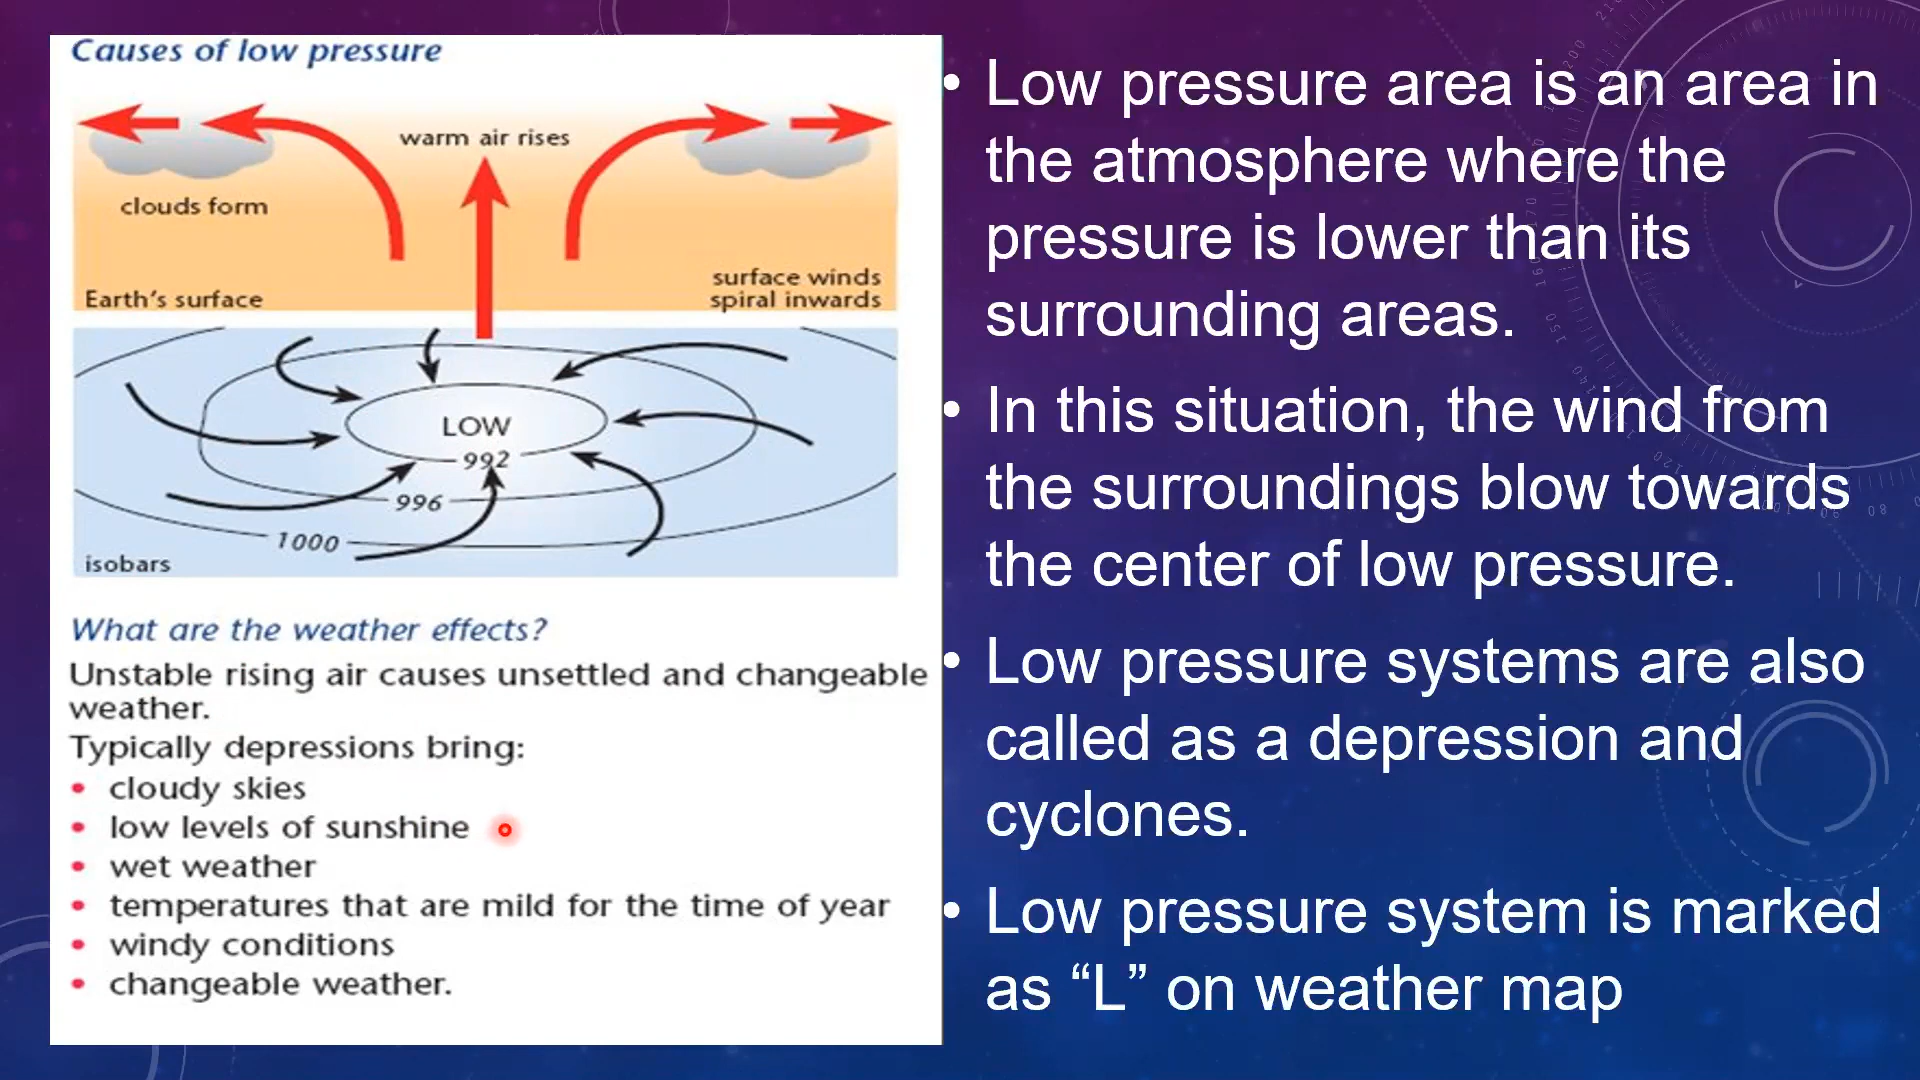 Causes of low pressure
warm air rises
clouds form
surface winds
Earth's surface
spiral inwards
LOW
992
996
1000
isobars
What are the weather effects?
Unstable rising air causes unsettled and changeable
weather.
Typically depressions bring:
• cloudy skies
• low levels of sunshine
• wet weather
• temperatures that are mild for the time of year
• windy conditions
• changeable weather.
• Low pressure area is an area in
the atmosphere where the
pressure is lower than its
surrounding areas.
• In this situation, the wind from
the surroundings blow towards
the center of low pressure.
• Low pressure systems are also
called as a depression and
cyclones.
• Low pressure system is marked
as “L” on weather map